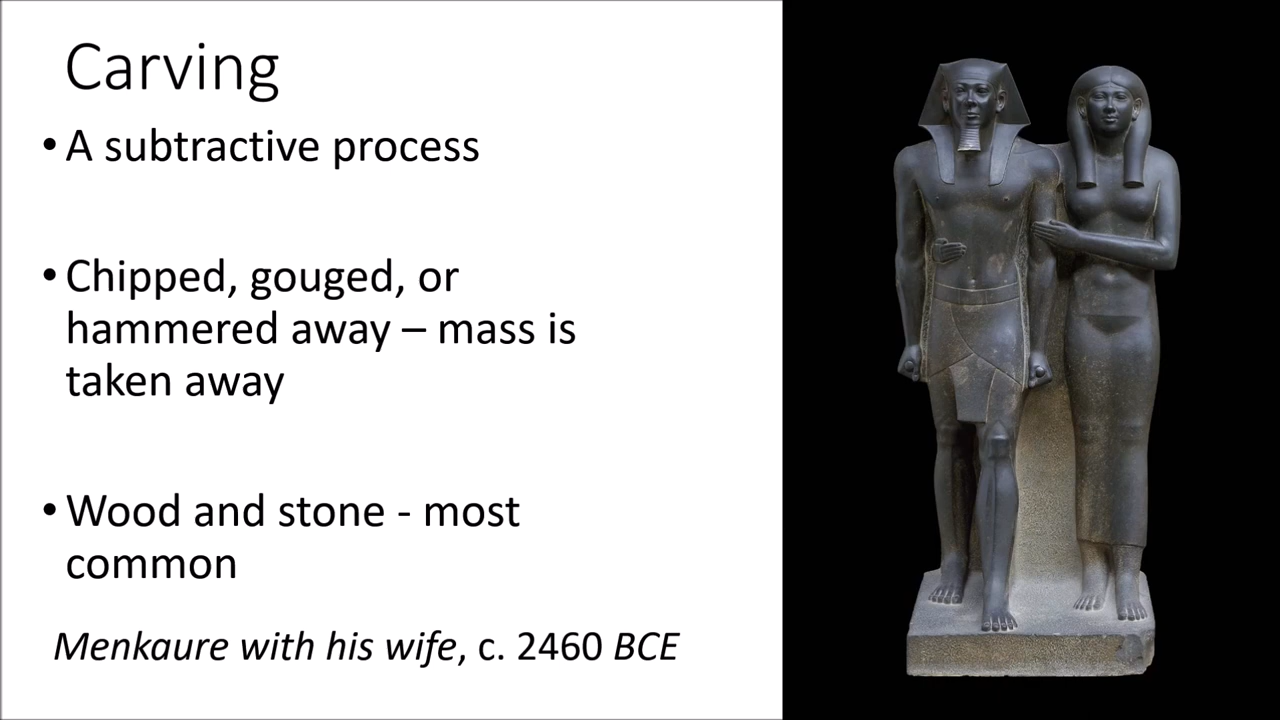 Carving
• A subtractive process
• Chipped, gouged, or
hammered away – mass is
taken away
• Wood and stone - most
common
Menkaure with his wife, c. 2460 BCE